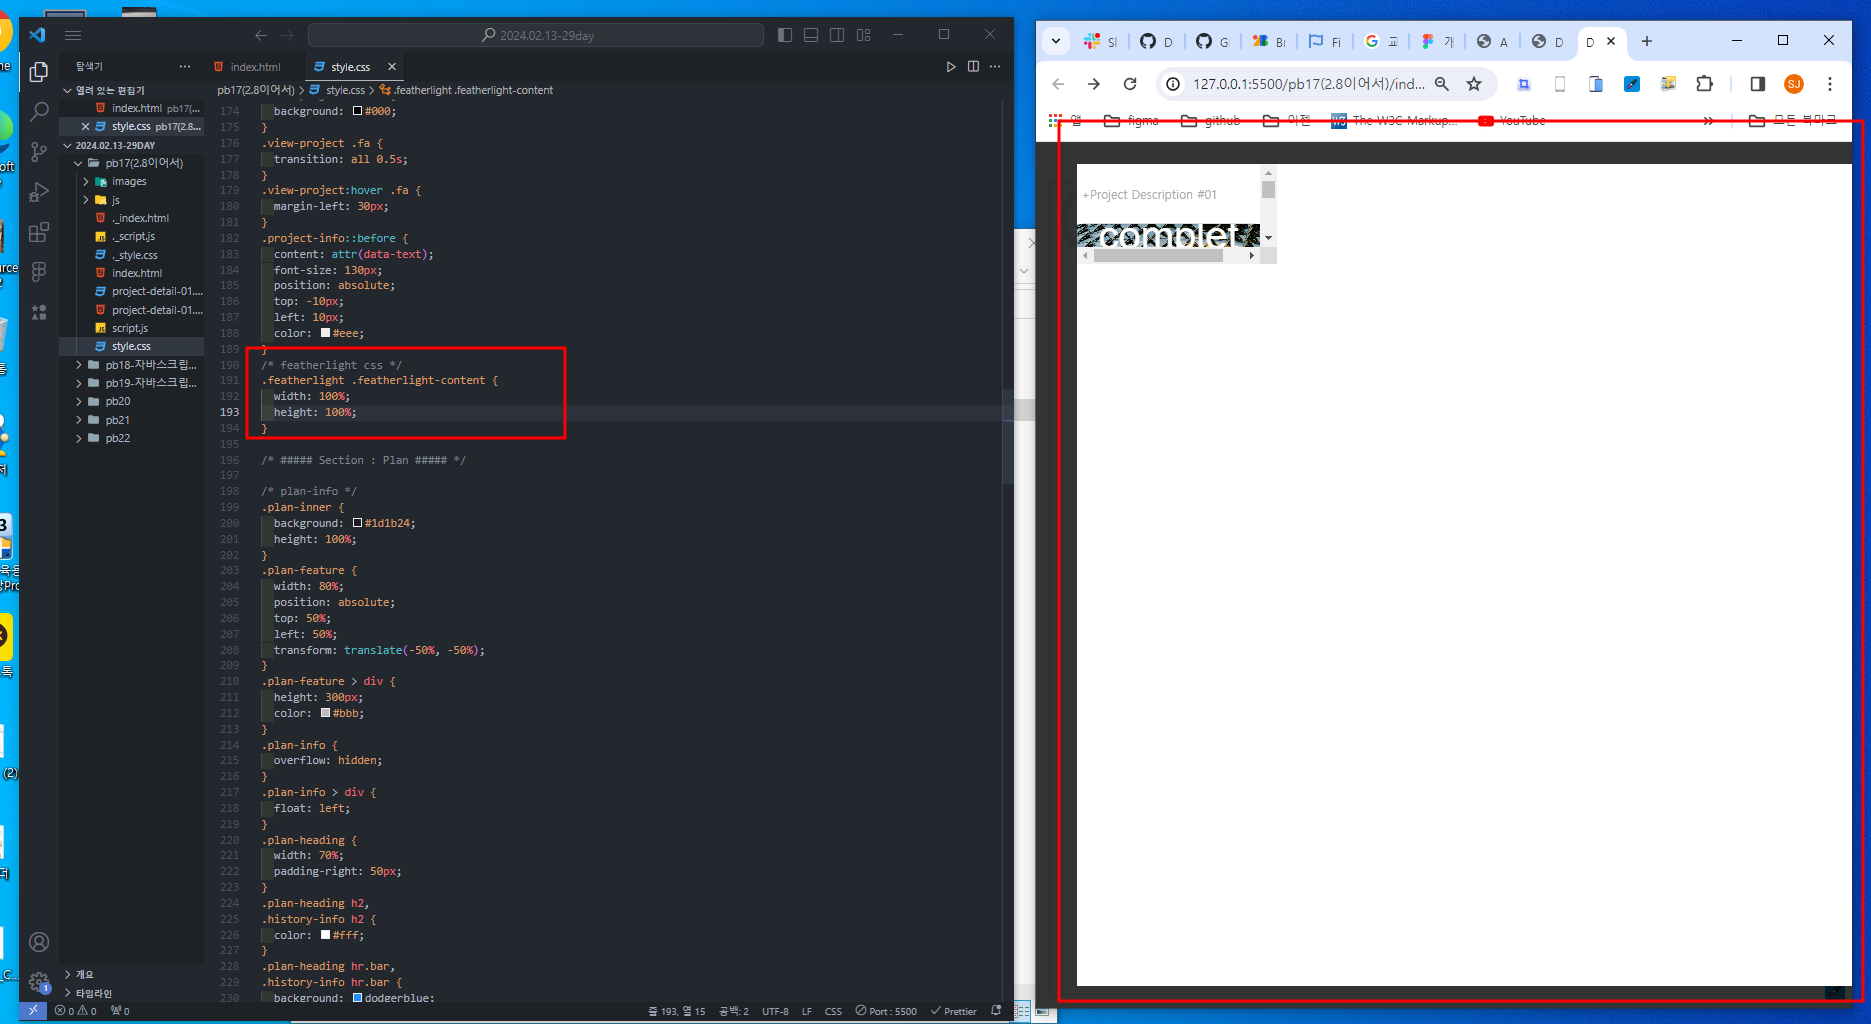 2024.02.13-29day
탐색기
index.html
style.css
열려 있는 편집기
index.html pb17(2...
style.css pb17(2.8...
2024.02.13-29DAY
pb17(2.8이어서)
images
js
._index.html
._script.js
._style.css
index.html
project-detail-01....
project-detail-01....
script.js
style.css
pb18-자바스크립...
pb19-자바스크립...
pb20
pb21
pb22
개요
타임라인
pb17(2.8이어서) > style.css > .featherlight .featherlight-content
174 background: #000;
175 }
176 .view-project .fa {
177 transition: all 0.5s;
178 }
179 .view-project:hover .fa {
180 margin-left: 30px;
181 }
182 .project-info::before {
183 content: attr(data-text);
184 font-size: 130px;
185 position: absolute;
186 top: -10px;
187 left: 10px;
188 color: #eee;
189 }
190 /* featherlight css */
191 .featherlight .featherlight-content {
192 width: 100%;
193 height: 100%;
194 }
195
196 /* ##### Section : Plan ##### */
197
198 /* plan-info */
199 .plan-inner {
200 background: #1d1b24;
201 height: 100%;
202 }
203 .plan-feature {
204 width: 80%;
205 position: absolute;
206 top: 50%;
207 left: 50%;
208 transform: translate(-50%, -50%);
209 }
210 .plan-feature > div {
211 height: 300px;
212 color: #bbb;
213 }
214 .plan-info {
215 overflow: hidden;
216 }
217 .plan-info > div {
218 float: left;
219 }
220 .plan-heading {
221 width: 70%;
222 padding-right: 50px;
223 }
224 .plan-heading h2,
225 .history-info h2 {
226 color: #fff;
227 }
228 .plan-heading hr.bar,
229 .history-info hr.bar {
230 background: dodgerblue;
0 0 0
줄 193, 열 15 공백: 2 UTF-8 LF CSS Port : 5500 Prettier
Sl D G Bi Fi 고 가 A D D
127.0.0.1:5500/pb17(2.8이어서)/ind...
SJ
앱 figma github 이전 The W3C Markup... YouTube » 모든 북마크
+Project Description #01
complet
(2)